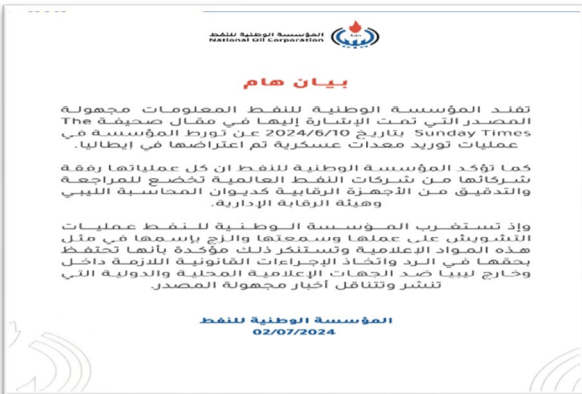 المؤسسة الوطنية للنفط
National Oil Corporation
بيان هام
تفند المؤسسة الوطنية للنفط المعلومات مجهولة
المصدر التي تمت الإشارة إليها في مقال صحيفة The
Sunday Times بتاريخ 2024/6/10 عن تورط المؤسسة في
عمليات توريد معدات عسكرية تم اعتراضها في إيطاليا.
كما تؤكد المؤسسة الوطنية للنفط ان كل عملياتها رفقة
شركائها من شركات النفط العالمية تخضع للمراجعة
والتدقيق من الأجهزة الرقابية كديوان المحاسبة الليبي
وهيئة الرقابة الإدارية.
وإذ تستغرب المؤسسة الوطنية للنفط عمليات
التشويش على عملها وسمعتها والزج بإسمها في مثل
هذه المواد الإعلامية وتستنكر ذلك مؤكدة بأنها تحتفظ
بحقها في الرد واتخاذ الإجراءات القانونية اللازمة داخل
وخارج ليبيا ضد الجهات الإعلامية المحلية والدولية التي
تنشر وتتناقل أخبار مجهولة المصدر.
المؤسسة الوطنية للنفط
02/07/2024